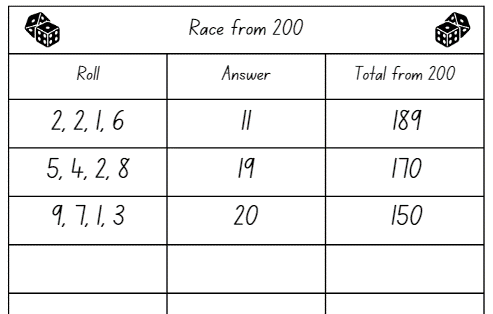 Race from 200
Roll Answer Total from 200
2, 2, 1, 6 11 189
5, 4, 2, 8 19 170
9, 7, 1, 3 20 150